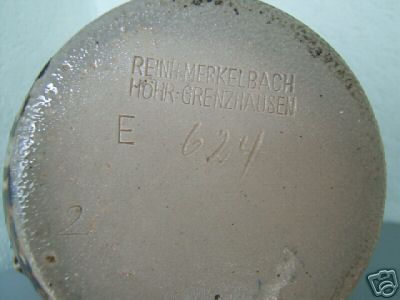 REINH·MERKELBACH
HÖHR-GRENZHAUSEN
E 624
2